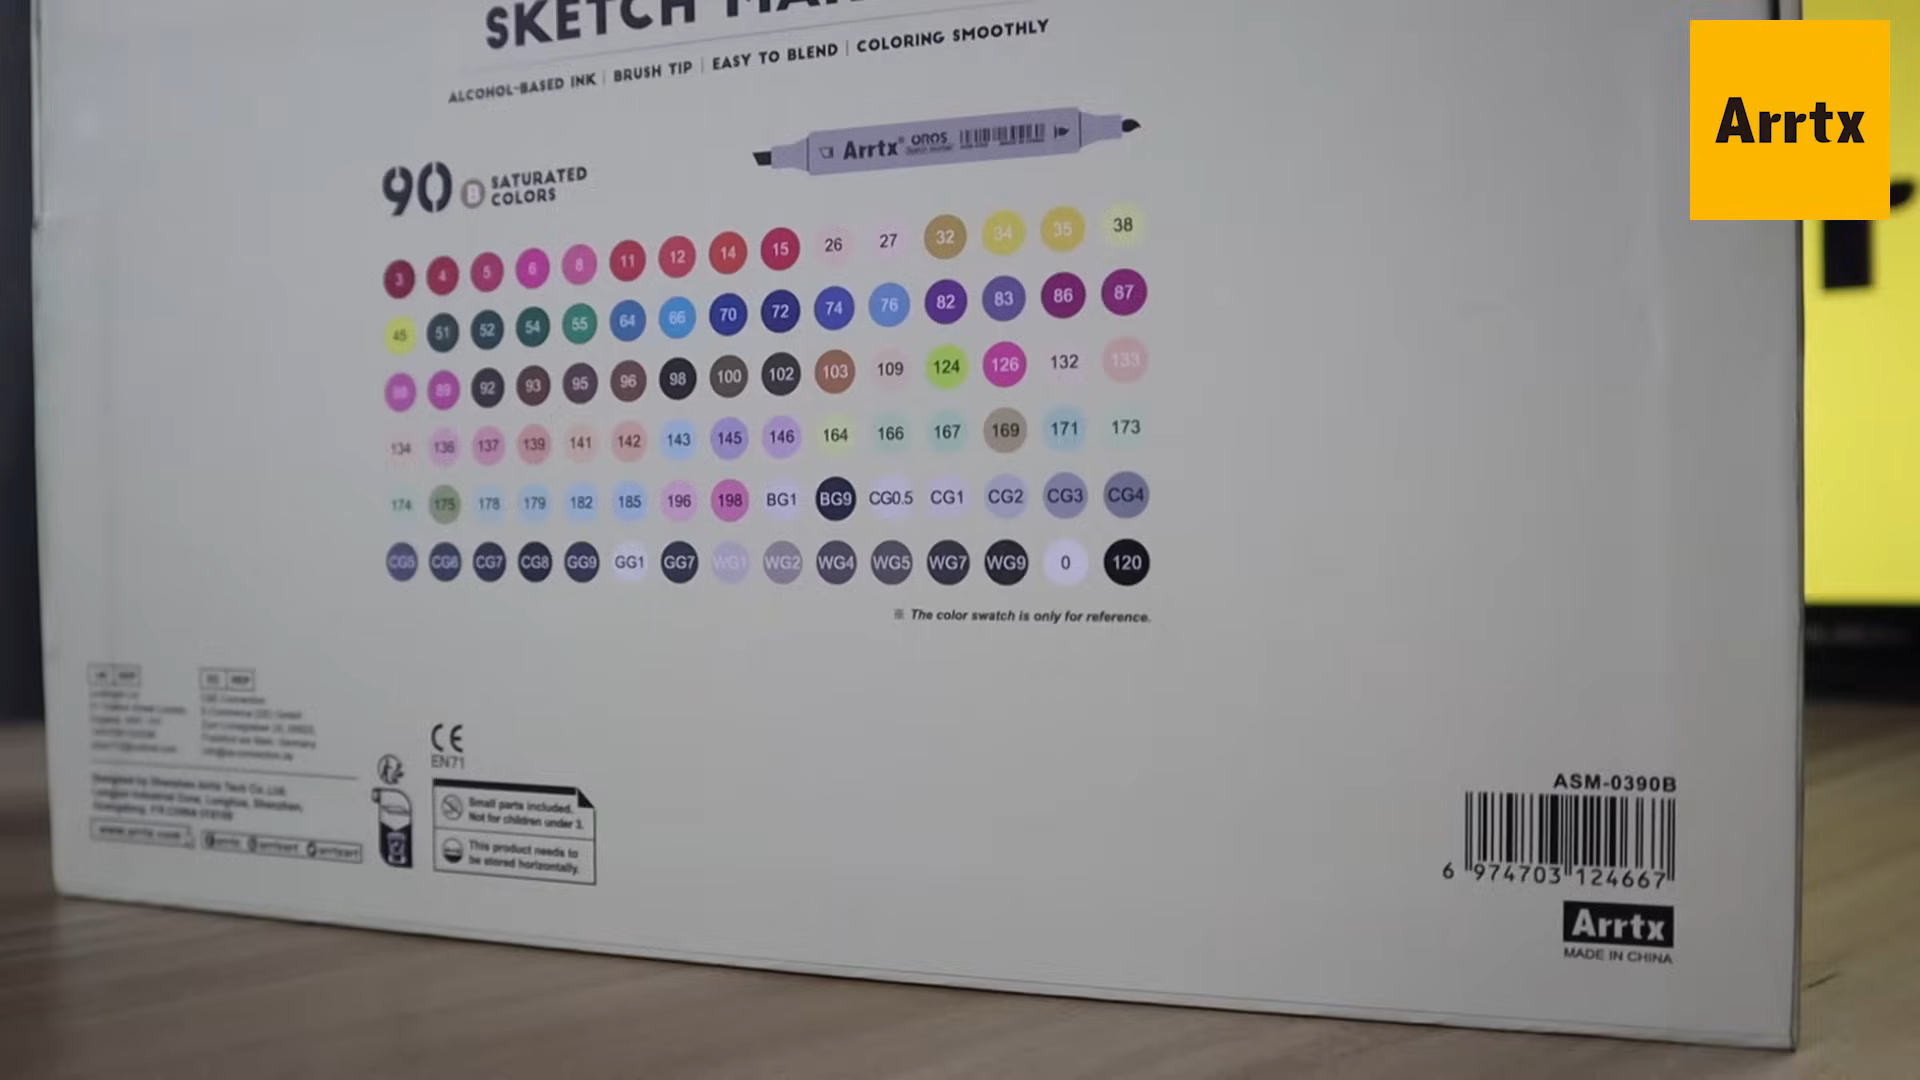 SKETCH MA
ALCOHOL-BASED INK | BRUSH TIP | EASY TO BLEND | COLORING SMOOTHLY
Arrtx
Arrtx® OROS
90 B SATURATED
COLORS
3 4 5 6 8 11 12 14 15 26 27 32 34 35 38
45 51 52 54 55 64 66 70 72 74 76 82 83 86 87
88 89 92 93 95 96 98 100 102 103 109 124 126 132 133
134 136 137 139 141 142 143 145 146 164 166 167 169 171 173
174 175 178 179 182 185 196 198 BG1 BG9 CG0.5 CG1 CG2 CG3 CG4
CG5 CG6 CG7 CG8 GG9 GG1 GG7 WG1 WG2 WG4 WG5 WG7 WG9 0 120
※ The color swatch is only for reference.
CE
EN71
Small parts included.
Not for children under 3.
This product needs to
be stored horizontally.
ASM-0390B
6 974703 124667
Arrtx
MADE IN CHINA